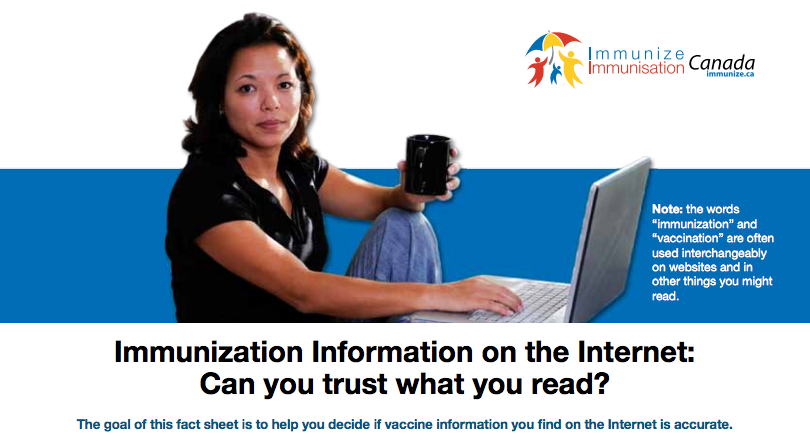 Immunize
Immunisation Canada
immunize.ca
Note: the words
“immunization” and
“vaccination” are often
used interchangeably
on websites and in
other things you might
read.
Immunization Information on the Internet:
Can you trust what you read?
The goal of this fact sheet is to help you decide if vaccine information you find on the Internet is accurate.